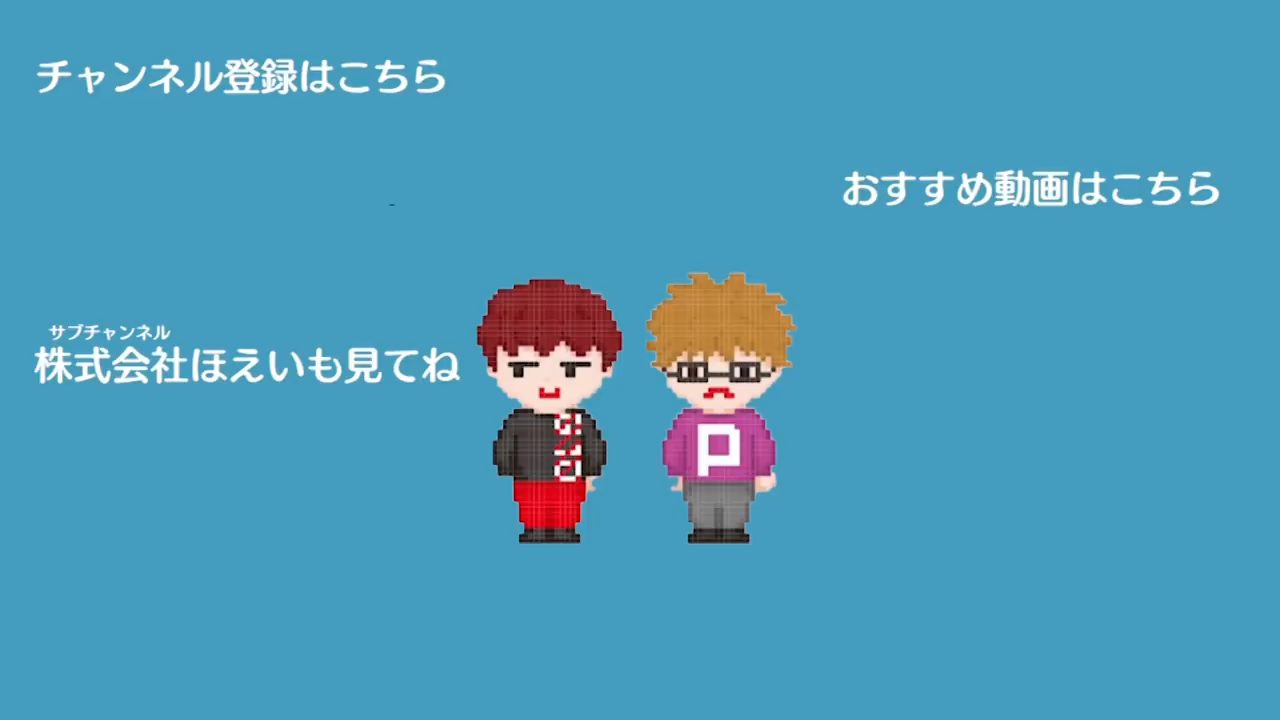 チャンネル登録はこちら
おすすめ動画はこちら
サブチャンネル
株式会社ほえいも見てね
P